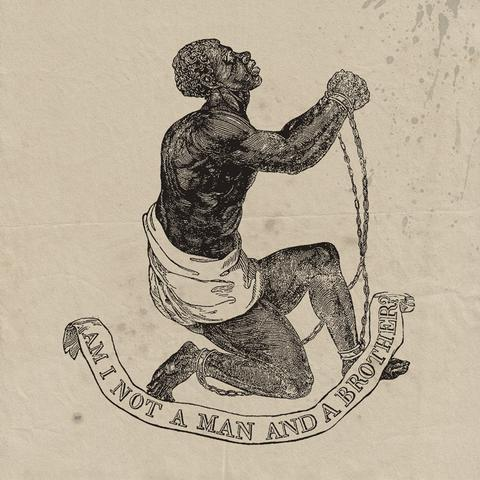 AM I NOT A MAN AND A BROTHER?